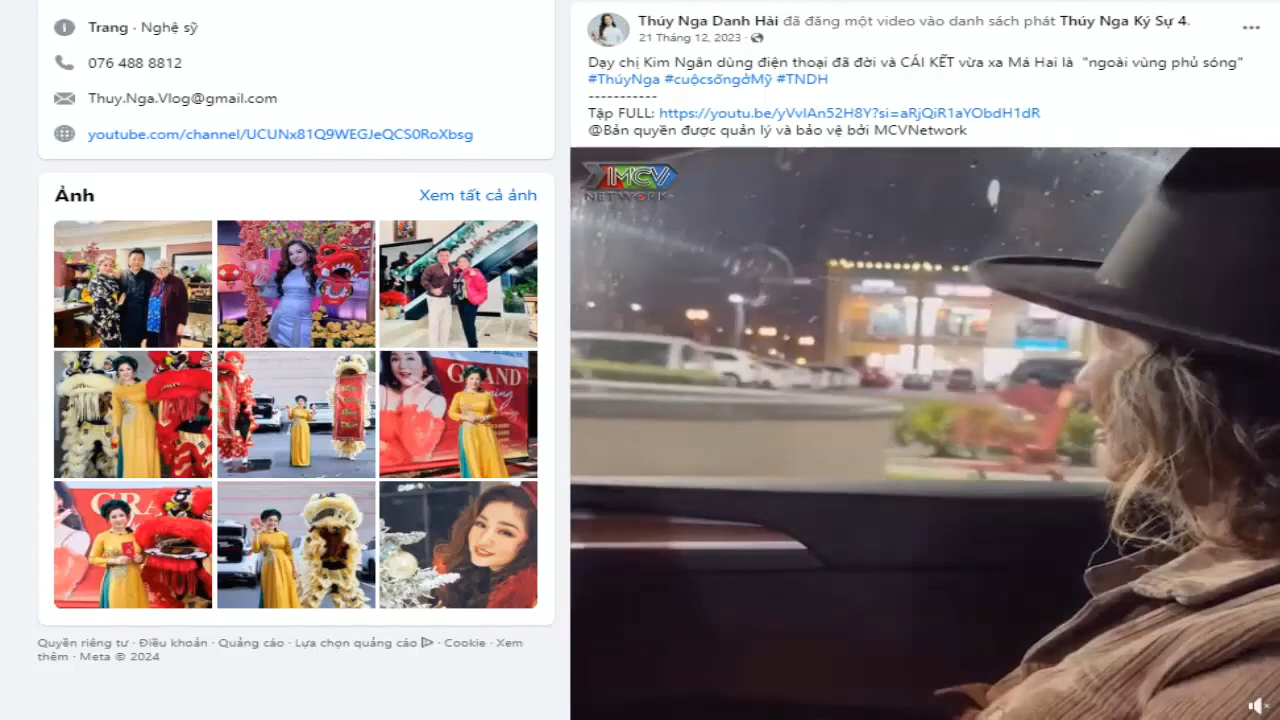 Trang · Nghệ sỹ
076 488 8812
Thuy.Nga.Vlog@gmail.com
youtube.com/channel/UCUNx81Q9WEGJeQCS0RoXbsg
Ảnh
Xem tất cả ảnh
GRAND
GRA
Quyền riêng tư · Điều khoản · Quảng cáo · Lựa chọn quảng cáo · Cookie · Xem
thêm · Meta © 2024
Thúy Nga Danh Hài đã đăng một video vào danh sách phát Thúy Nga Ký Sự 4.
21 Tháng 12, 2023 ·
Dạy chị Kim Ngân dùng điện thoại đã đời và CÁI KẾT vừa xa Má Hai là "ngoài vùng phủ sóng"
#ThúyNga #cuộcsốngởMỹ #TNDH
-----------
Tập FULL: https://youtu.be/yVvIAn52H8Y?si=aRjQiR1aYObdH1dR
@Bản quyền được quản lý và bảo vệ bởi MCVNetwork
MCV
NETWORK